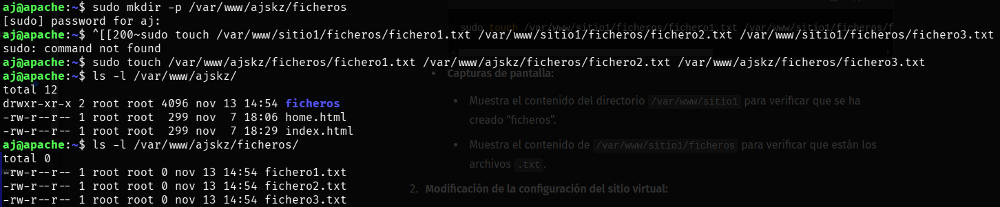 aj@apache:~$ sudo mkdir -p /var/www/ajskz/ficheros
[sudo] password for aj:
aj@apache:~$ ^[[200~sudo touch /var/www/sitio1/ficheros/fichero1.txt /var/www/sitio1/ficheros/fichero2.txt /var/www/sitio1/ficheros/fichero3.txt
sudo: command not found
aj@apache:~$ sudo touch /var/www/ajskz/ficheros/fichero1.txt /var/www/ajskz/ficheros/fichero2.txt /var/www/ajskz/ficheros/fichero3.txt
aj@apache:~$ ls -l /var/www/ajskz/
total 12
drwxr-xr-x 2 root root 4096 nov 13 14:54 ficheros
-rw-r--r-- 1 root root  299 nov  7 18:06 home.html
-rw-r--r-- 1 root root  299 nov  7 18:29 index.html
aj@apache:~$ ls -l /var/www/ajskz/ficheros/
total 0
-rw-r--r-- 1 root root 0 nov 13 14:54 fichero1.txt
-rw-r--r-- 1 root root 0 nov 13 14:54 fichero2.txt
-rw-r--r-- 1 root root 0 nov 13 14:54 fichero3.txt
sudo touch /var/www/sitio1/ficheros/fichero1.txt /var/www/sitio1/ficheros/fichero2.txt /var/www/sitio1/ficheros/f
• Capturas de pantalla:
• Muestra el contenido del directorio /var/www/sitio1 para verificar que se ha
creado “ficheros”.
• Muestra el contenido de /var/www/sitio1/ficheros para verificar que están los
archivos .txt.
2. Modificación de la configuración del sitio virtual: